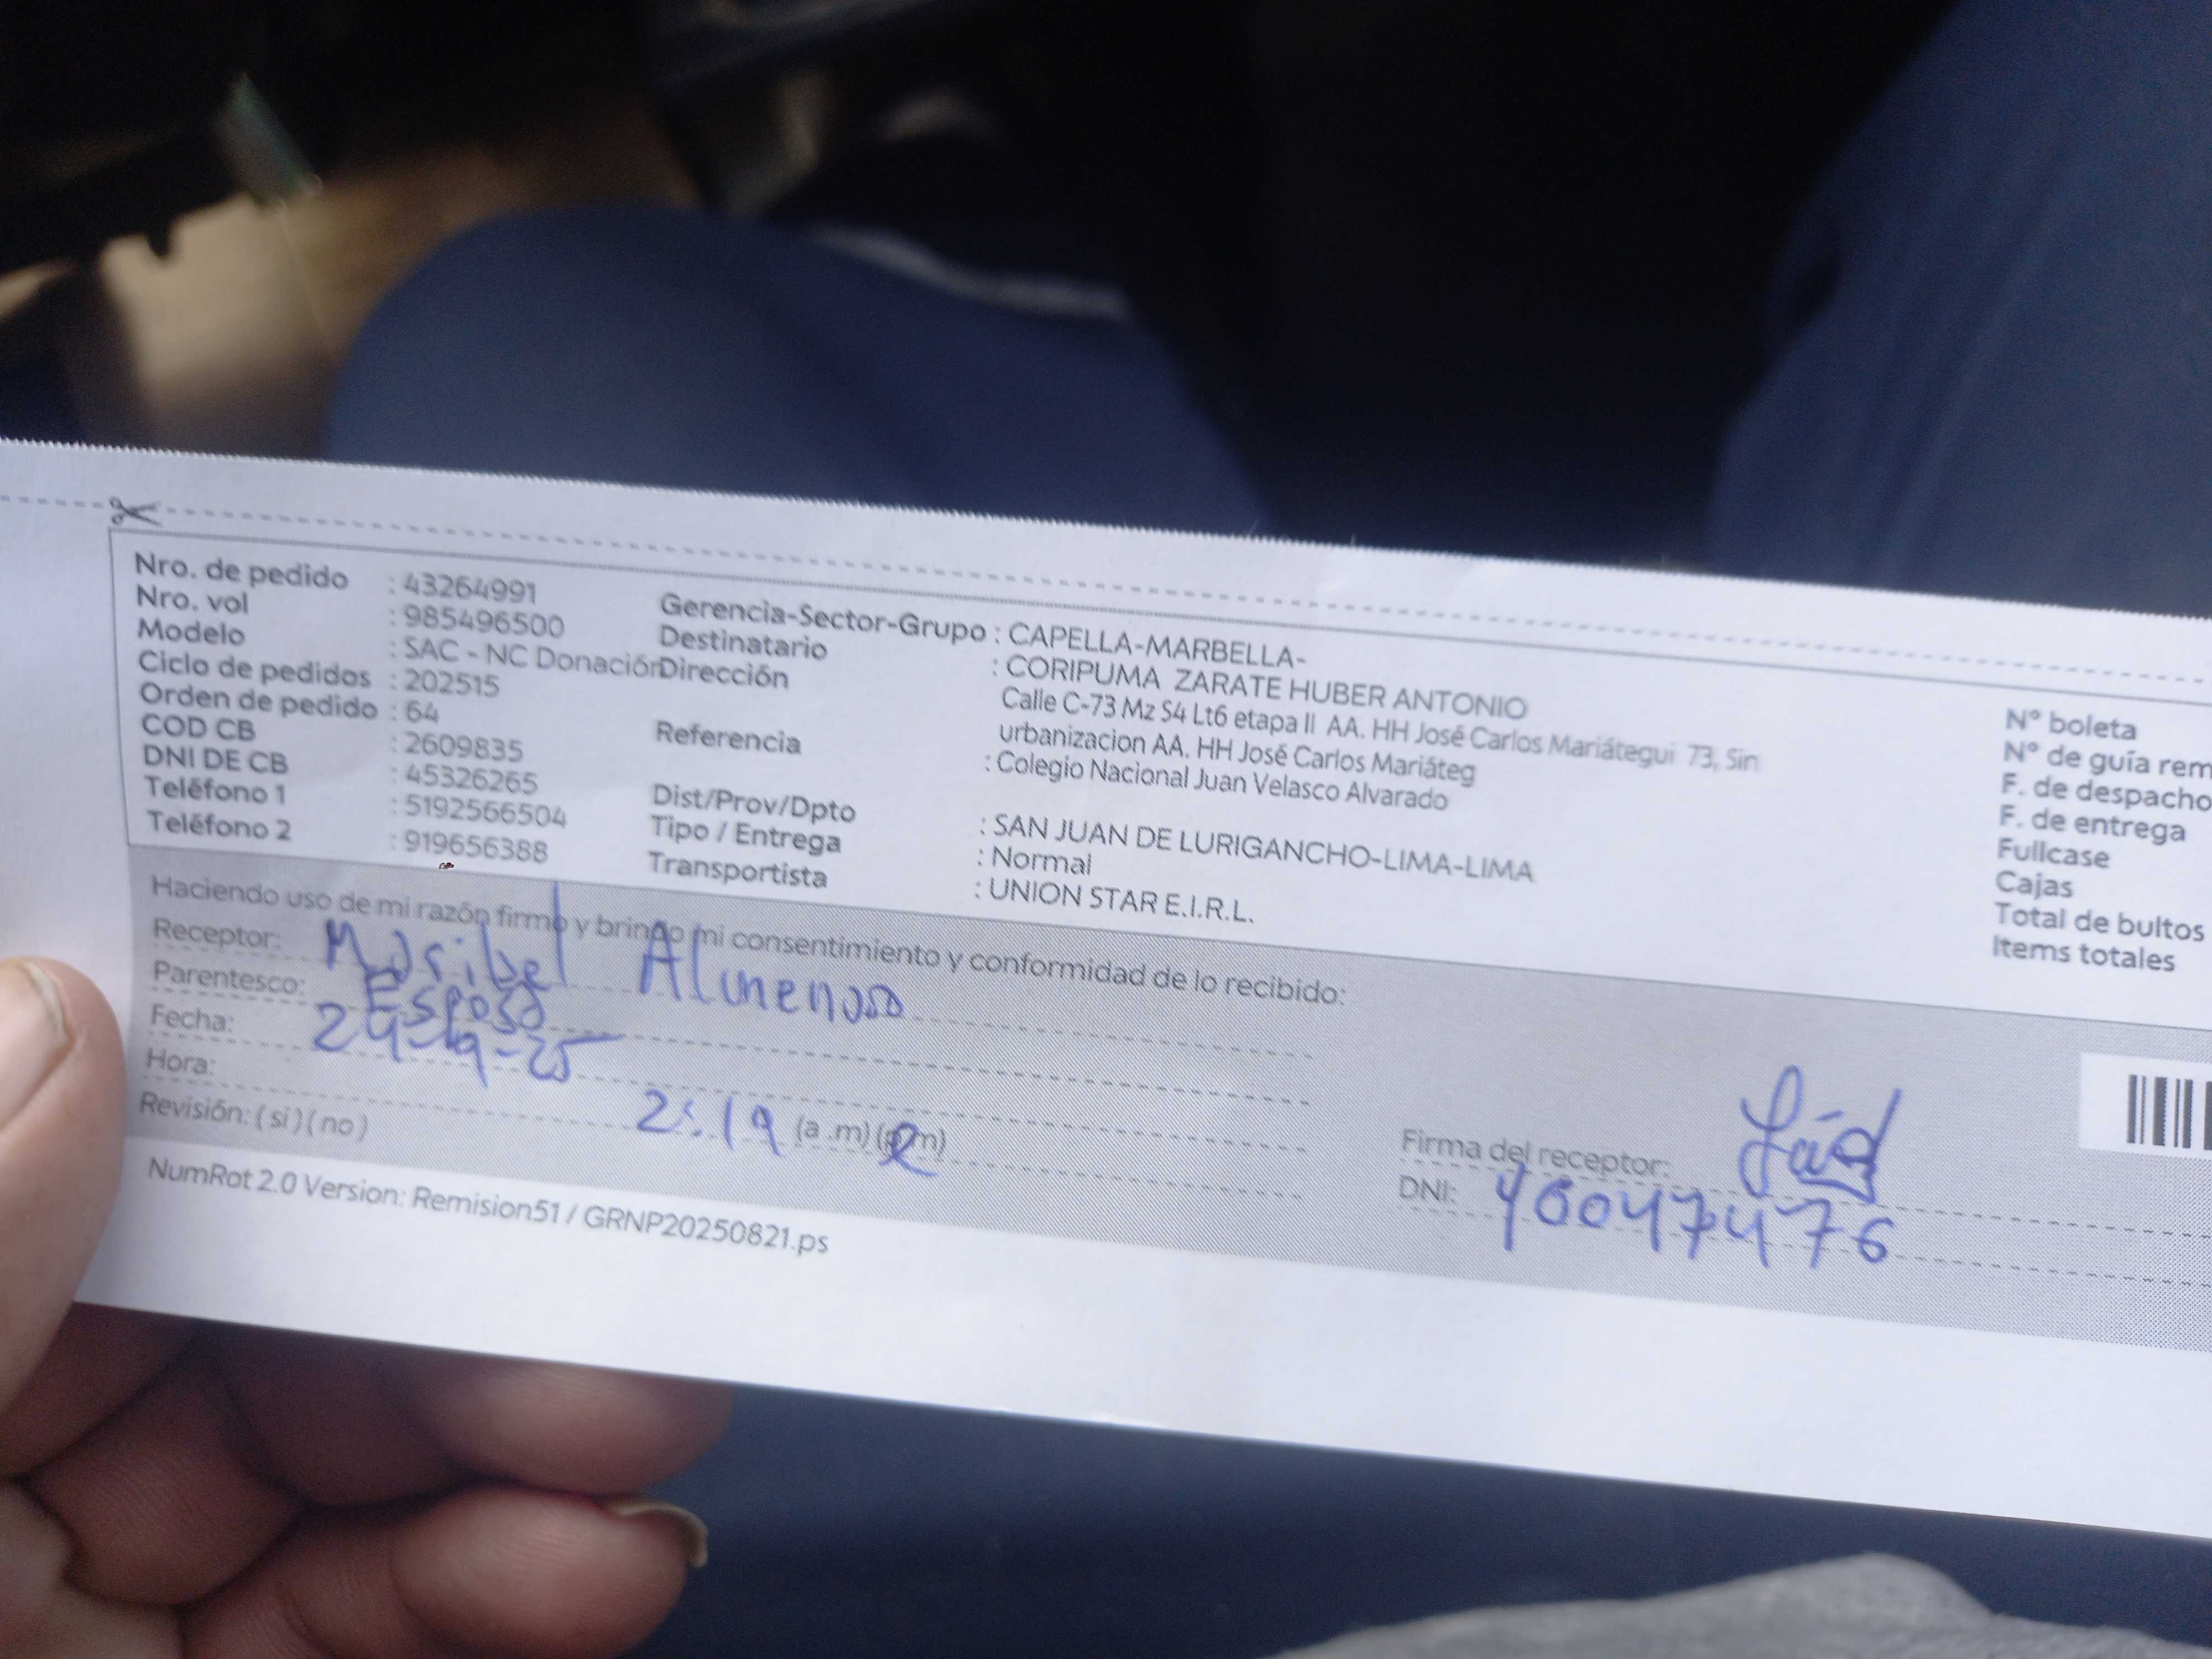 Nro. de pedido : 43264991
Nro. vol : 985496500
Modelo : SAC - NC Donación
Ciclo de pedidos : 202515
Orden de pedido : 64
COD CB : 2609835
DNI DE CB : 45326265
Teléfono 1 : 5192566504
Teléfono 2 : 919656388
Gerencia-Sector-Grupo : CAPELLA-MARBELLA-
Destinatario : CORIPUMA ZARATE HUBER ANTONIO
Dirección Calle C-73 Mz S4 Lt6 etapa II AA. HH José Carlos Mariátegui 73, Sin
urbanizacion AA. HH José Carlos Mariáteg
Referencia : Colegio Nacional Juan Velasco Alvarado
Dist/Prov/Dpto : SAN JUAN DE LURIGANCHO-LIMA-LIMA
Tipo / Entrega : Normal
Transportista : UNION STAR E.I.R.L.
N° boleta
N° de guía rem
F. de despacho
F. de entrega
Fullcase
Cajas
Total de bultos
Items totales
Haciendo uso de mi razón firmo y brindo mi consentimiento y conformidad de lo recibido:
Receptor: Maribel
Parentesco: Esposa
Fecha:
Hora: 2:19 (a .m) (p.m)
Revisión: ( si ) ( no )
Firma del receptor:
DNI: 40047476
NumRot 2.0 Version: Remision51 / GRNP20250821.ps